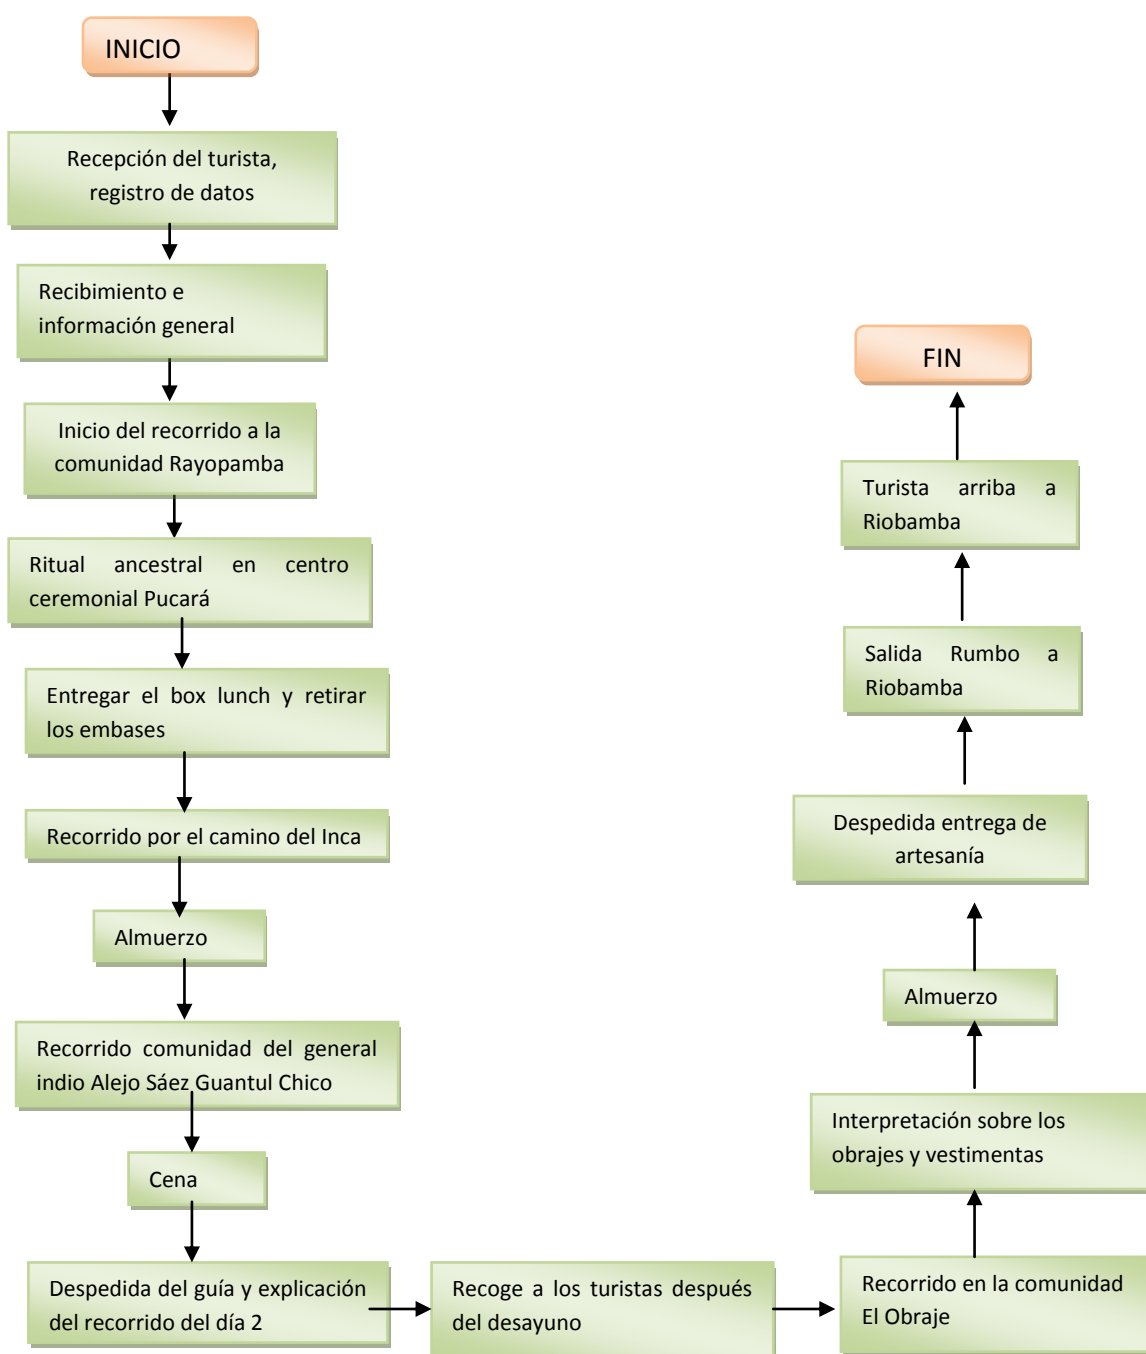 INICIO
Recepción del turista,
registro de datos
Recibimiento e
información general
Inicio del recorrido a la
comunidad Rayopamba
Ritual ancestral en centro
ceremonial Pucará
Entregar el box lunch y retirar
los embases
Recorrido por el camino del Inca
Almuerzo
Recorrido comunidad del general
indio Alejo Sáez Guantul Chico
Cena
Despedida del guía y explicación
del recorrido del día 2
Recoge a los turistas después
del desayuno
Recorrido en la comunidad
El Obraje
Interpretación sobre los
obrajes y vestimentas
Almuerzo
Despedida entrega de
artesanía
Salida Rumbo a
Riobamba
Turista arriba a
Riobamba
FIN